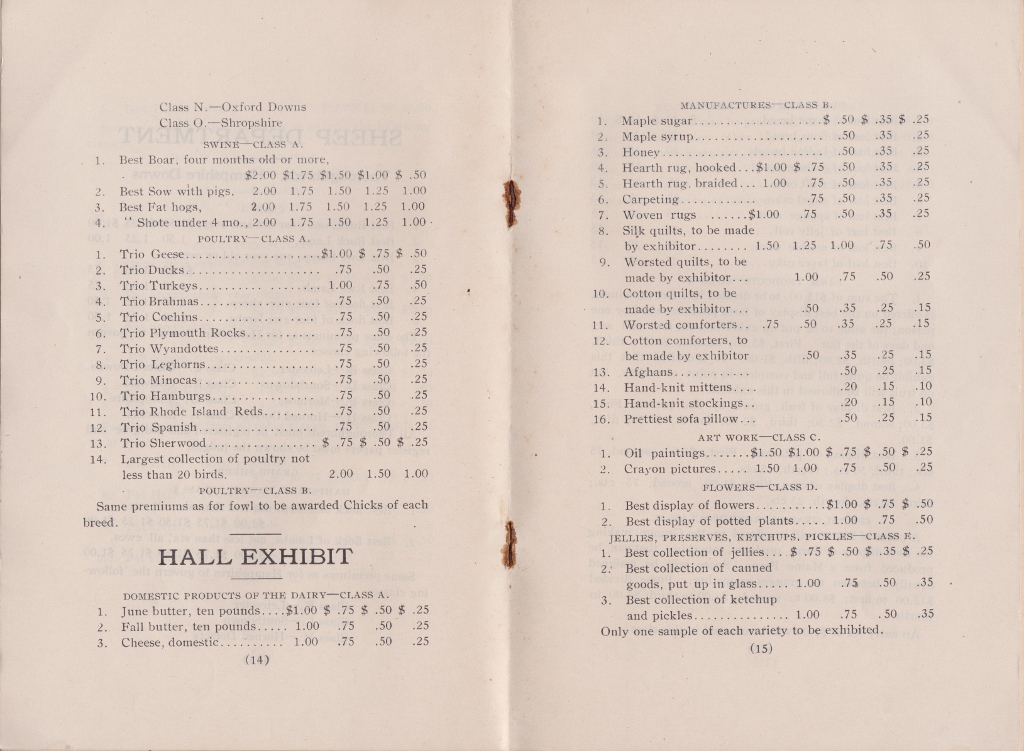 Class N.—Oxford Downs
Class O.—Shropshire
SWINE—CLASS A.
1. Best Boar, four months old or more,
$2.00 $1.75 $1.50 $1.00 $ .50
2. Best Sow with pigs. 2.00 1.75 1.50 1.25 1.00
3. Best Fat hogs, 2.00 1.75 1.50 1.25 1.00
4. " Shote under 4 mo., 2.00 1.75 1.50 1.25 1.00
POULTRY—CLASS A.
1. Trio Geese.....................$1.00 $ .75 $ .50
2. Trio Ducks..................... .75 .50 .25
3. Trio Turkeys.......... ........ 1.00 .75 .50
4. Trio Brahmas................... .75 .50 .25
5. Trio Cochins................... .75 .50 .25
6. Trio Plymouth Rocks........... .75 .50 .25
7. Trio Wyandottes............... .75 .50 .25
8. Trio Leghorns................. .75 .50 .25
9. Trio Minocas................... .75 .50 .25
10. Trio Hamburgs................. .75 .50 .25
11. Trio Rhode Island Reds........ .75 .50 .25
12. Trio Spanish.................. .75 .50 .25
13. Trio Sherwood................. $ .75 $ .50 $ .25
14. Largest collection of poultry not
less than 20 birds. 2.00 1.50 1.00
POULTRY—CLASS B.
Same premiums as for fowl to be awarded Chicks of each
breed.
HALL EXHIBIT
DOMESTIC PRODUCTS OF THE DAIRY—CLASS A.
1. June butter, ten pounds....$1.00 $ .75 $ .50 $ .25
2. Fall butter, ten pounds..... 1.00 .75 .50 .25
3. Cheese, domestic.......... 1.00 .75 .50 .25
(14)
MANUFACTURES—CLASS B.
1. Maple sugar....................$ .50 $ .35 $ .25
2. Maple syrup.................... .50 .35 .25
3. Honey......................... .50 .35 .25
4. Hearth rug, hooked...$1.00 $ .75 .50 .35 .25
5. Hearth rug, braided... 1.00 .75 .50 .35 .25
6. Carpeting............ .75 .50 .35 .25
7. Woven rugs ......$1.00 .75 .50 .35 .25
8. Silk quilts, to be made
by exhibitor........ 1.50 1.25 1.00 .75 .50
9. Worsted quilts, to be
made by exhibitor... 1.00 .75 .50 .25
10. Cotton quilts, to be
made by exhibitor... .50 .35 .25 .15
11. Worsted comforters.. .75 .50 .35 .25 .15
12. Cotton comforters, to
be made by exhibitor .50 .35 .25 .15
13. Afghans............ .50 .25 .15
14. Hand-knit mittens.... .20 .15 .10
15. Hand-knit stockings.. .20 .15 .10
16. Prettiest sofa pillow... .50 .25 .15
ART WORK—CLASS C.
1. Oil paintings.......$1.50 $1.00 $ .75 $ .50 $ .25
2. Crayon pictures..... 1.50 1.00 .75 .50 .25
FLOWERS—CLASS D.
1. Best display of flowers...........$1.00 $ .75 $ .50
2. Best display of potted plants..... 1.00 .75 .50
JELLIES, PRESERVES, KETCHUPS, PICKLES—CLASS E.
1. Best collection of jellies.... $ .75 $ .50 $ .35 $ .25
2. Best collection of canned
goods, put up in glass..... 1.00 .75 .50 .35
3. Best collection of ketchup
and pickles............... 1.00 .75 .50 .35
Only one sample of each variety to be exhibited.
(15)